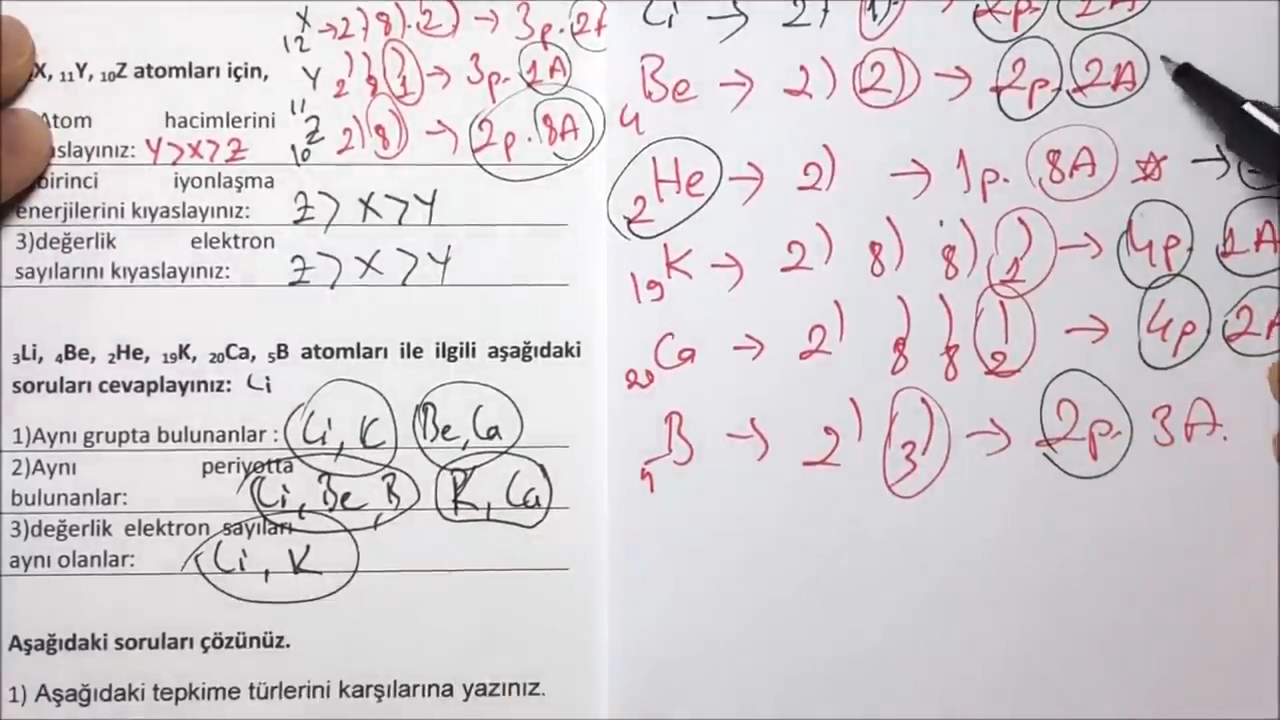 X, ₁₁Y, ₁₀Z atomları için,
Atom hacimlerini
aslayınız: Y>X>Z
birinci iyonlaşma
enerjilerini kıyaslayınız: Z>X>Y
3)değerlik elektron
sayılarını kıyaslayınız: Z>X>Y
₁₂X → 2) 8) 2) → 3p. 2A
₁₁Y 2) 8) 1) → 3p. 1A
₁₀Z 2) 8) → 2p. 8A
₃Li, ₄Be, ₂He, ₁₉K, ₂₀Ca, ₅B atomları ile ilgili aşağıdaki
soruları cevaplayınız: Li
1)Aynı grupta bulunanlar : Li, K Be, Ca
2)Aynı periyotta
bulunanlar: Li, Be, B K, Ca
3)değerlik elektron sayıları
aynı olanlar: Li, K
Aşağıdaki soruları çözünüz.
1) Aşağıdaki tepkime türlerini karşılarına yazınız.
Li → 2) 1) → 2p. 1A
₄Be → 2) 2) → 2p. 2A
₂He → 2) → 1p. 8A ☆ →
₁₉K → 2) 8) 8) 1) → 4p. 1A
₂₀Ca → 2) 8) 8) 2) → 4p 2A
B → 2) 3) → 2p. 3A.